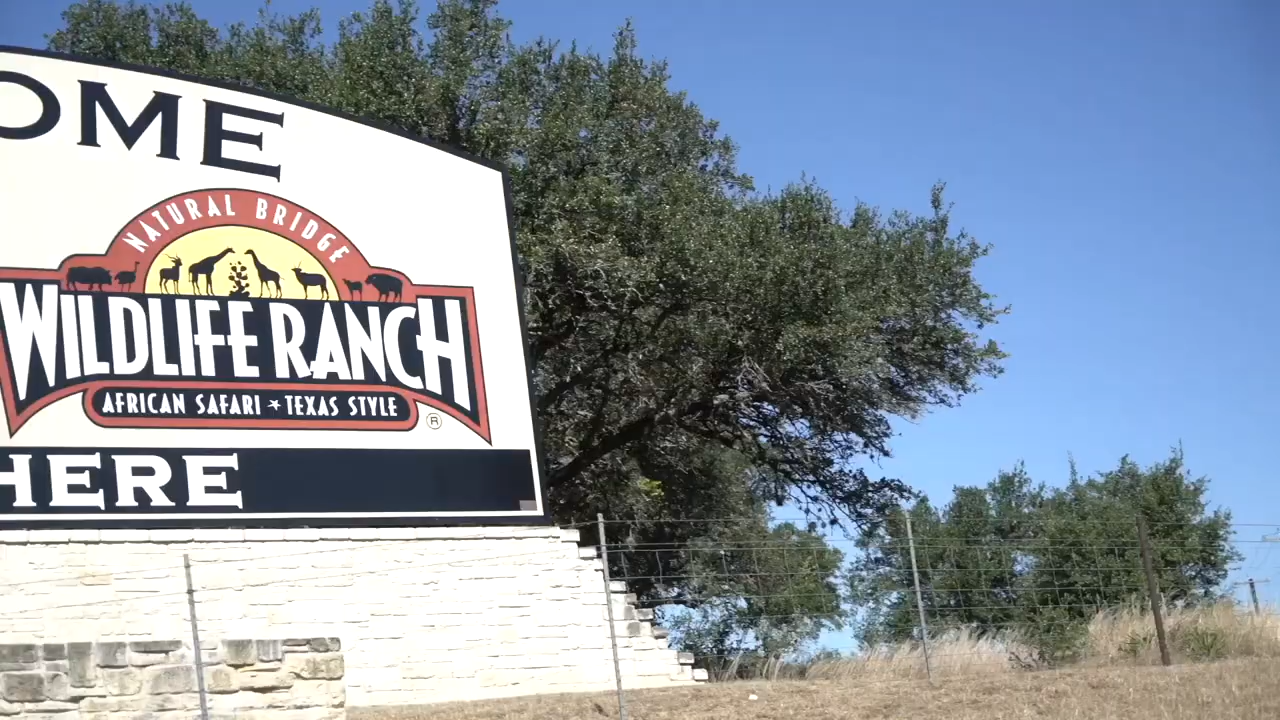 OME
NATURAL BRIDGE
WILDLIFE RANCH
AFRICAN SAFARI ★ TEXAS STYLE
®
HERE